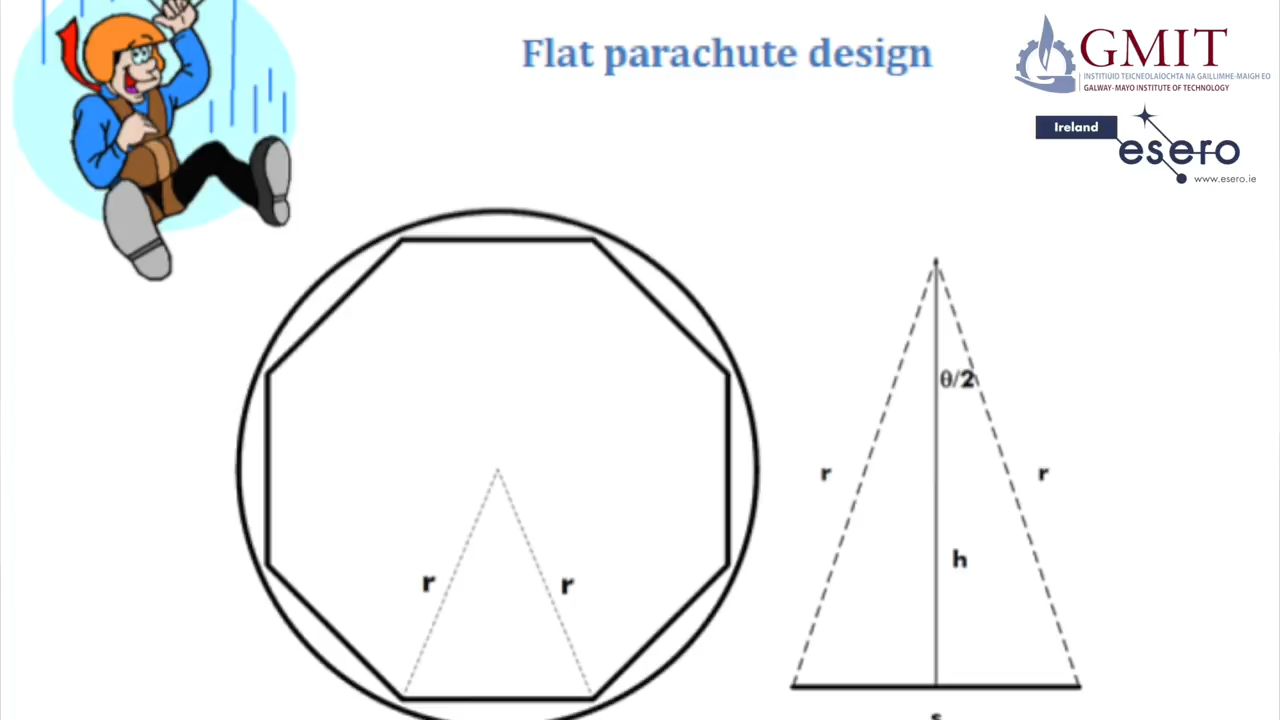 Flat parachute design
GMIT
INSTITIÚID TEICNEOLAÍOCHTA NA GAILLIMHE-MAIGH EO
GALWAY-MAYO INSTITUTE OF TECHNOLOGY
Ireland
esero
www.esero.ie
θ/2
r
r
h
r
r